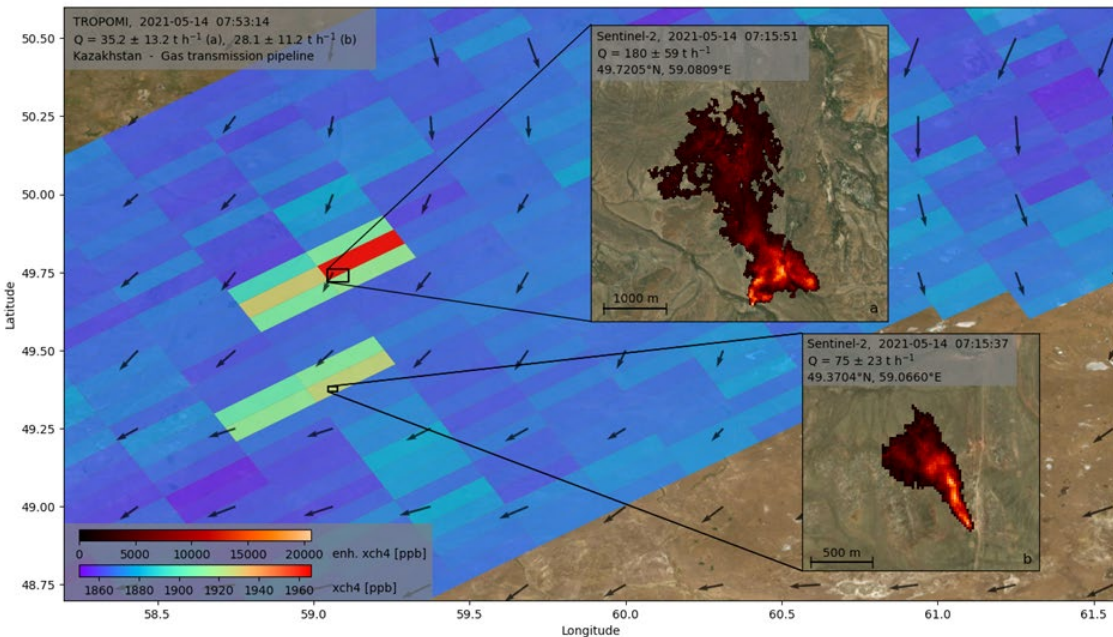 TROPOMI, 2021-05-14 07:53:14
Q = 35.2 ± 13.2 t h⁻¹ (a), 28.1 ± 11.2 t h⁻¹ (b)
Kazakhstan - Gas transmission pipeline
Sentinel-2, 2021-05-14 07:15:51
Q = 180 ± 59 t h⁻¹
49.7205°N, 59.0809°E
1000 m
a
Sentinel-2, 2021-05-14 07:15:37
Q = 75 ± 23 t h⁻¹
49.3704°N, 59.0660°E
500 m
b
50.50
50.25
50.00
49.75
49.50
49.25
49.00
48.75
Latitude
0 5000 10000 15000 20000 enh. xch4 [ppb]
1860 1880 1900 1920 1940 1960 xch4 [ppb]
58.5 59.0 59.5 60.0 60.5 61.0 61.5
Longitude